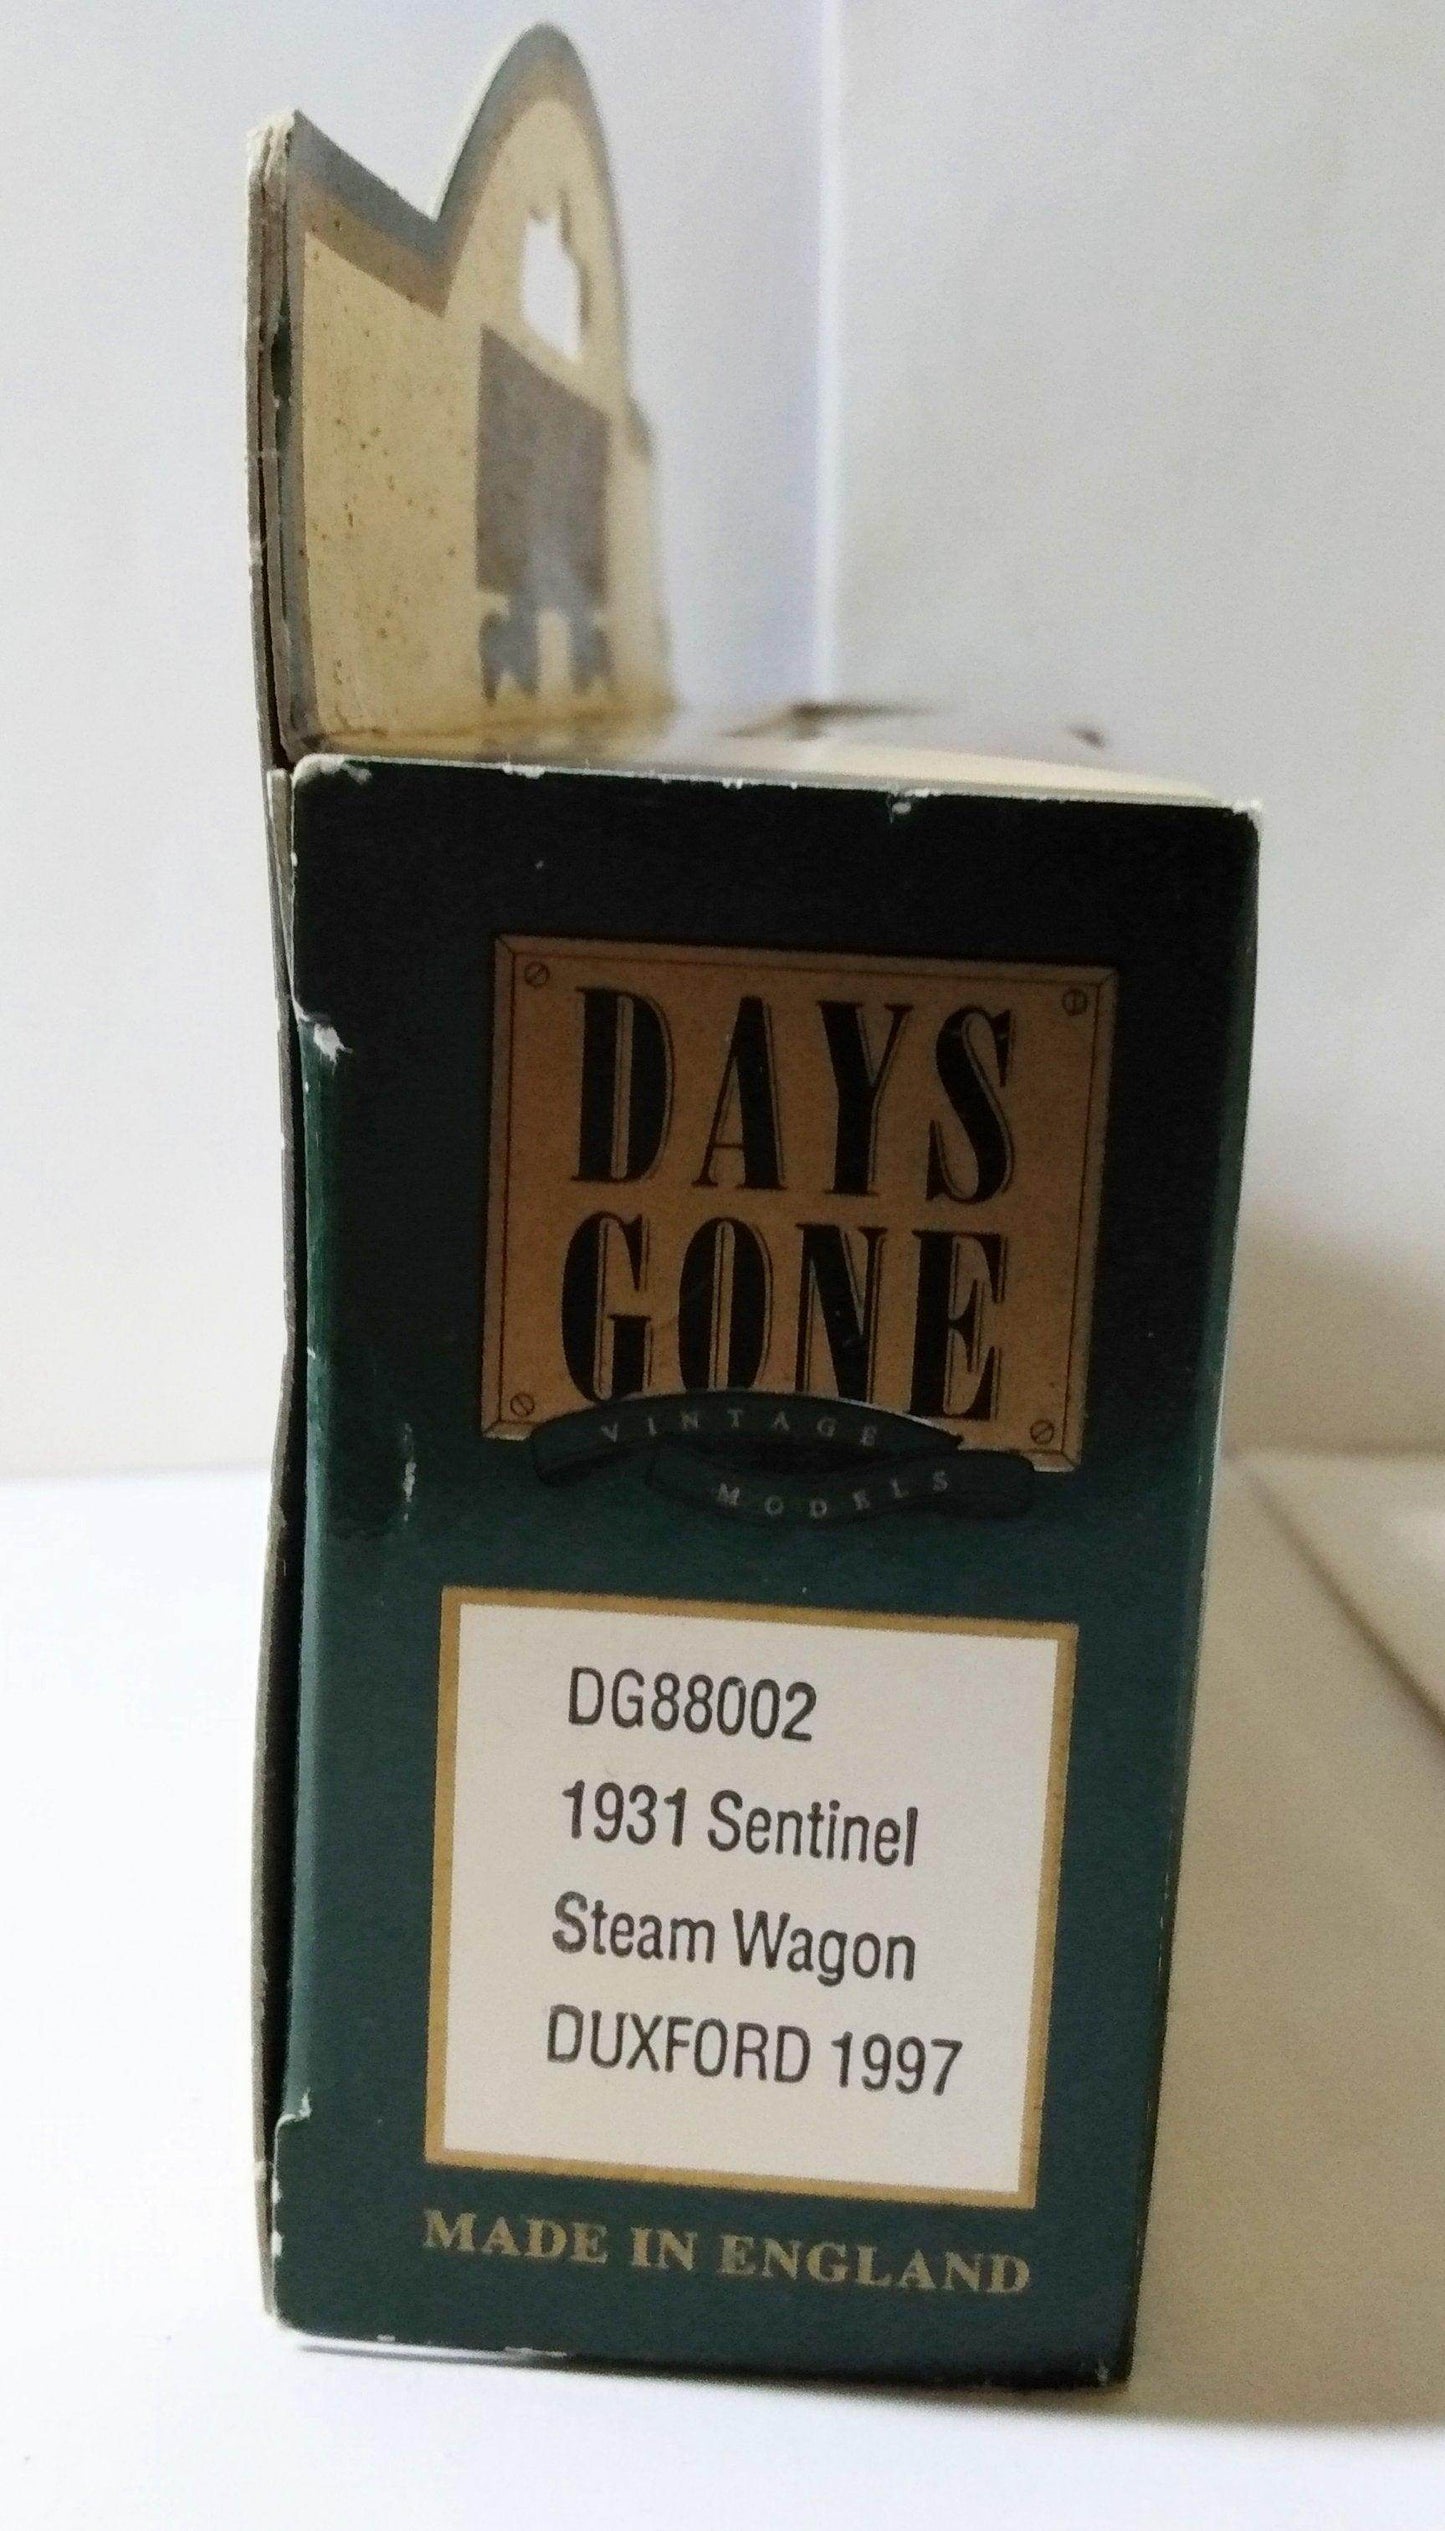 DAYS
GONE
VINTAGE
MODELS
DG88002
1931 Sentinel
Steam Wagon
DUXFORD 1997
MADE IN ENGLAND